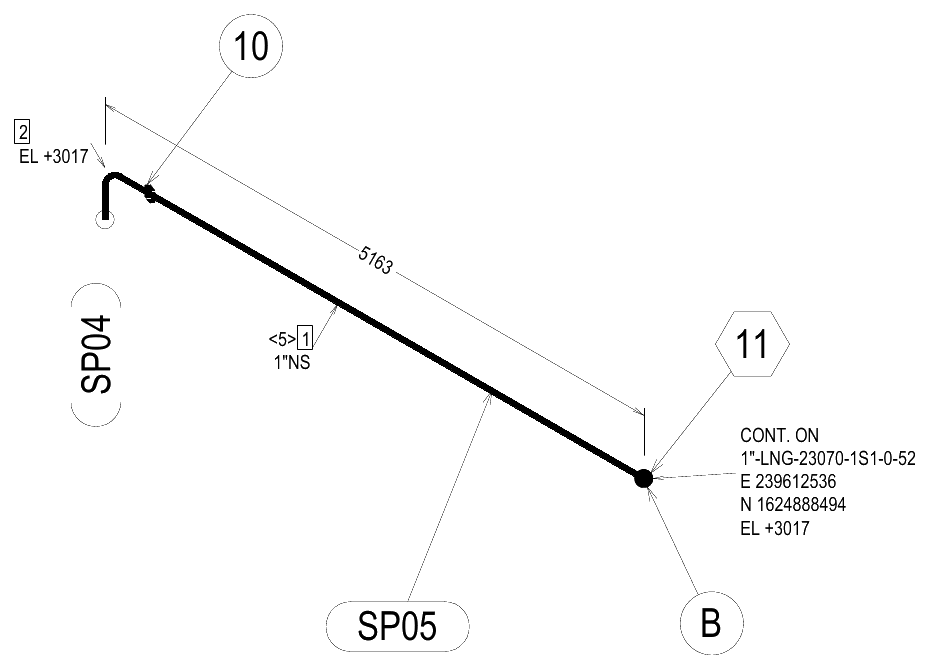 10
2
EL +3017
5163
SP04
<5>1
1"NS
11
CONT. ON
1"-LNG-23070-1S1-0-52
E 239612536
N 1624888494
EL +3017
SP05
B